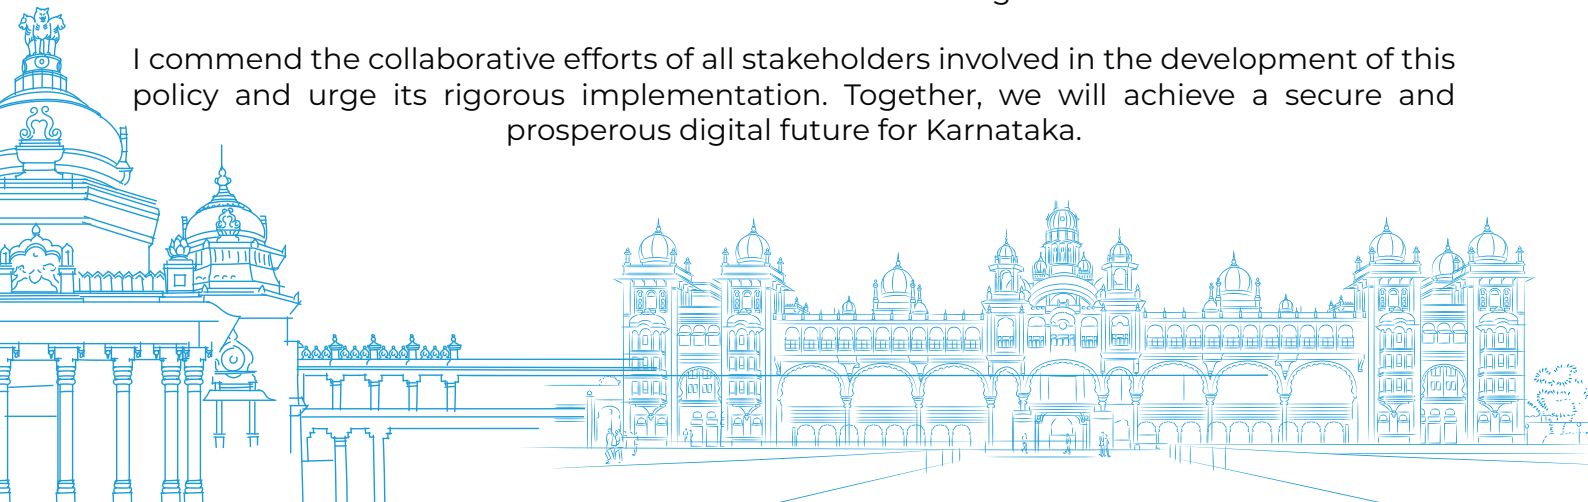 I commend the collaborative efforts of all stakeholders involved in the development of this
policy and urge its rigorous implementation. Together, we will achieve a secure and
prosperous digital future for Karnataka.